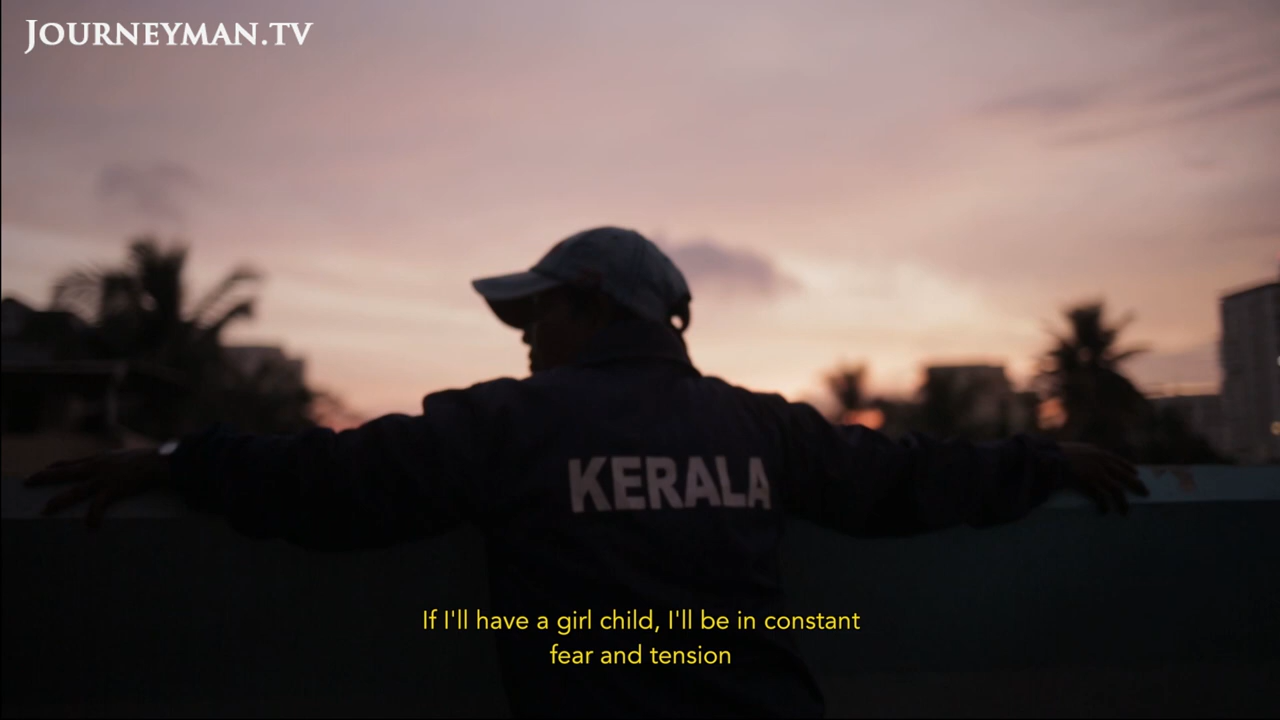 JOURNEYMAN.TV
KERALA
If I'll have a girl child, I'll be in constant
fear and tension